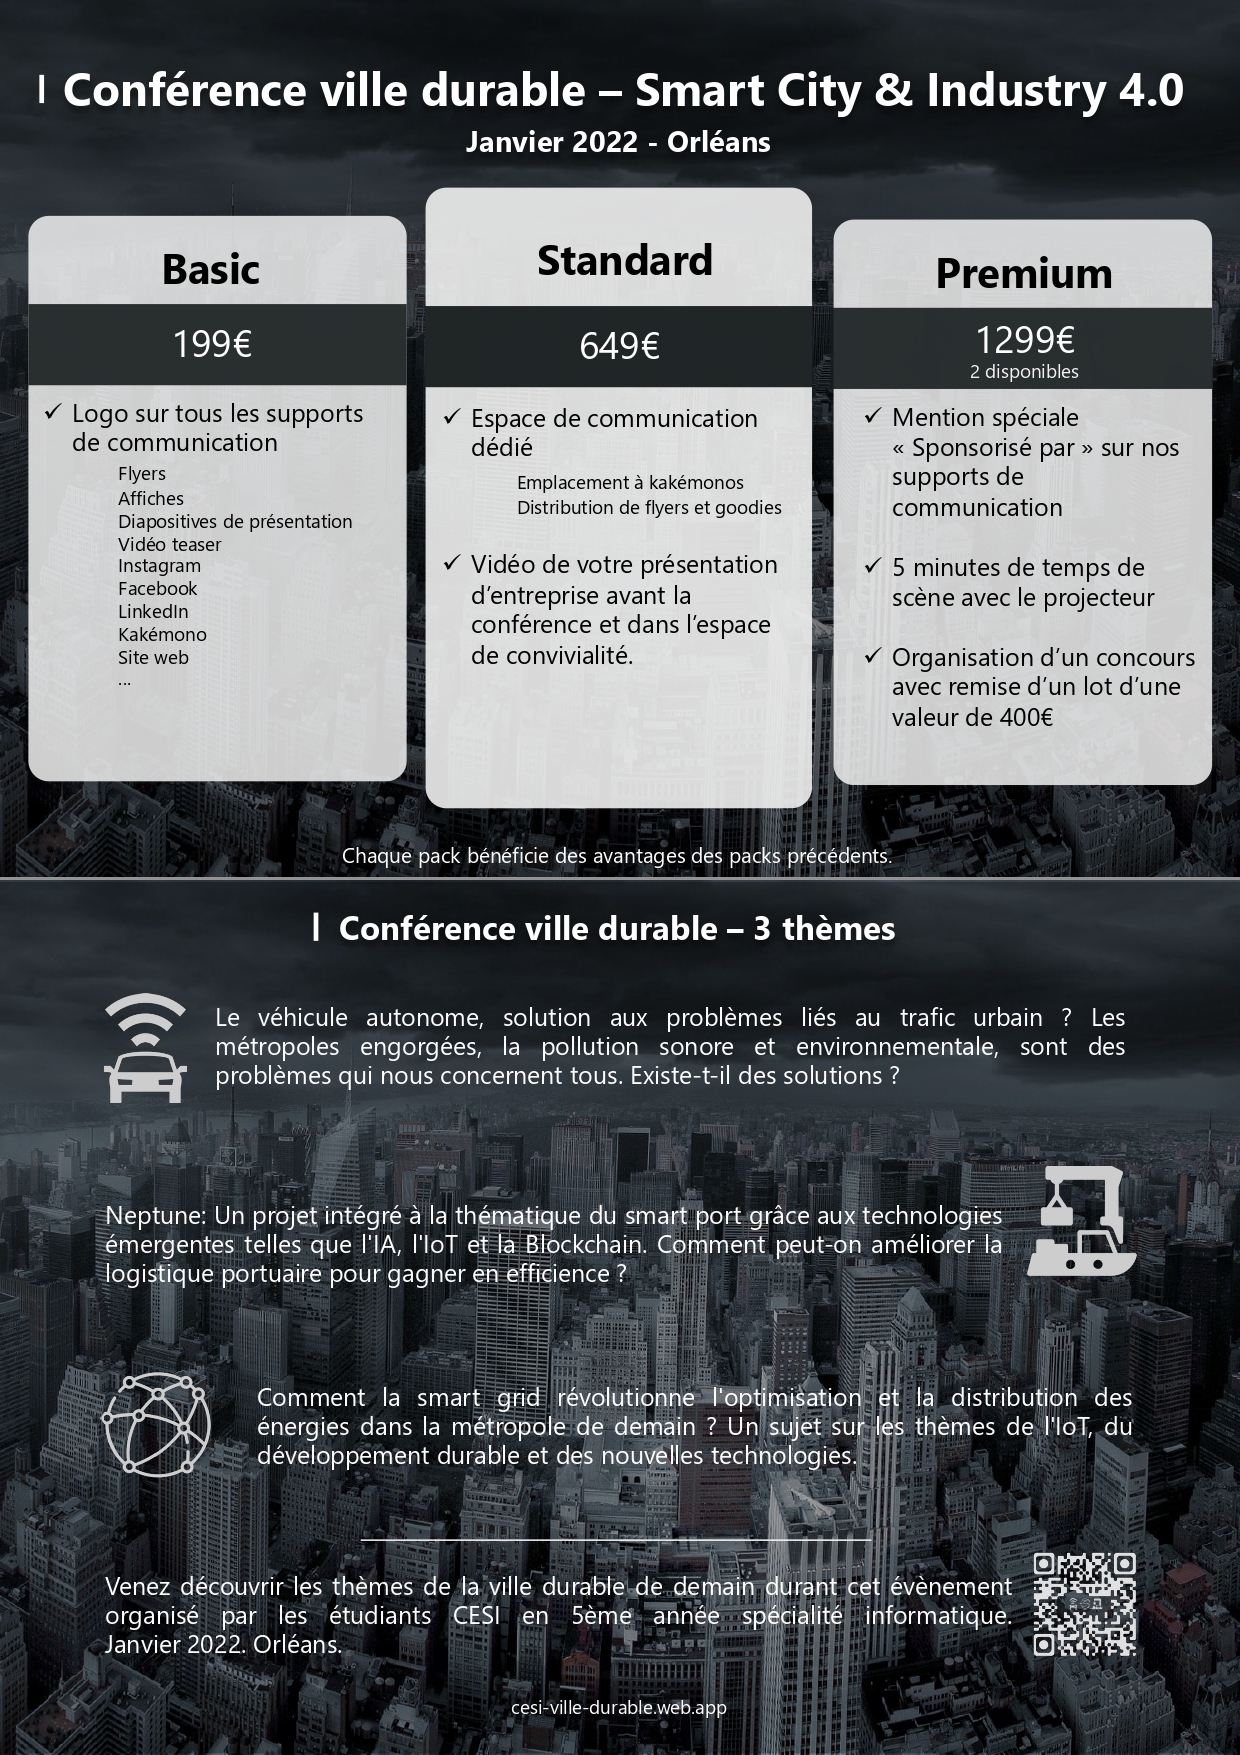 Conférence ville durable – Smart City & Industry 4.0
Janvier 2022 - Orléans
Basic
199€
✓ Logo sur tous les supports
de communication
Flyers
Affiches
Diapositives de présentation
Vidéo teaser
Instagram
Facebook
LinkedIn
Kakémono
Site web
...
Standard
649€
✓ Espace de communication
dédié
Emplacement à kakémonos
Distribution de flyers et goodies
✓ Vidéo de votre présentation
d’entreprise avant la
conférence et dans l’espace
de convivialité.
Premium
1299€
2 disponibles
✓ Mention spéciale
« Sponsorisé par » sur nos
supports de
communication
✓ 5 minutes de temps de
scène avec le projecteur
✓ Organisation d’un concours
avec remise d’un lot d’une
valeur de 400€
Chaque pack bénéficie des avantages des packs précédents.
Conférence ville durable – 3 thèmes
Le véhicule autonome, solution aux problèmes liés au trafic urbain ? Les
métropoles engorgées, la pollution sonore et environnementale, sont des
problèmes qui nous concernent tous. Existe-t-il des solutions ?
Neptune: Un projet intégré à la thématique du smart port grâce aux technologies
émergentes telles que l'IA, l'IoT et la Blockchain. Comment peut-on améliorer la
logistique portuaire pour gagner en efficience ?
Comment la smart grid révolutionne l'optimisation et la distribution des
énergies dans la métropole de demain ? Un sujet sur les thèmes de l'IoT, du
développement durable et des nouvelles technologies.
Venez découvrir les thèmes de la ville durable de demain durant cet évènement
organisé par les étudiants CESI en 5ème année spécialité informatique.
Janvier 2022. Orléans.
cesi-ville-durable.web.app